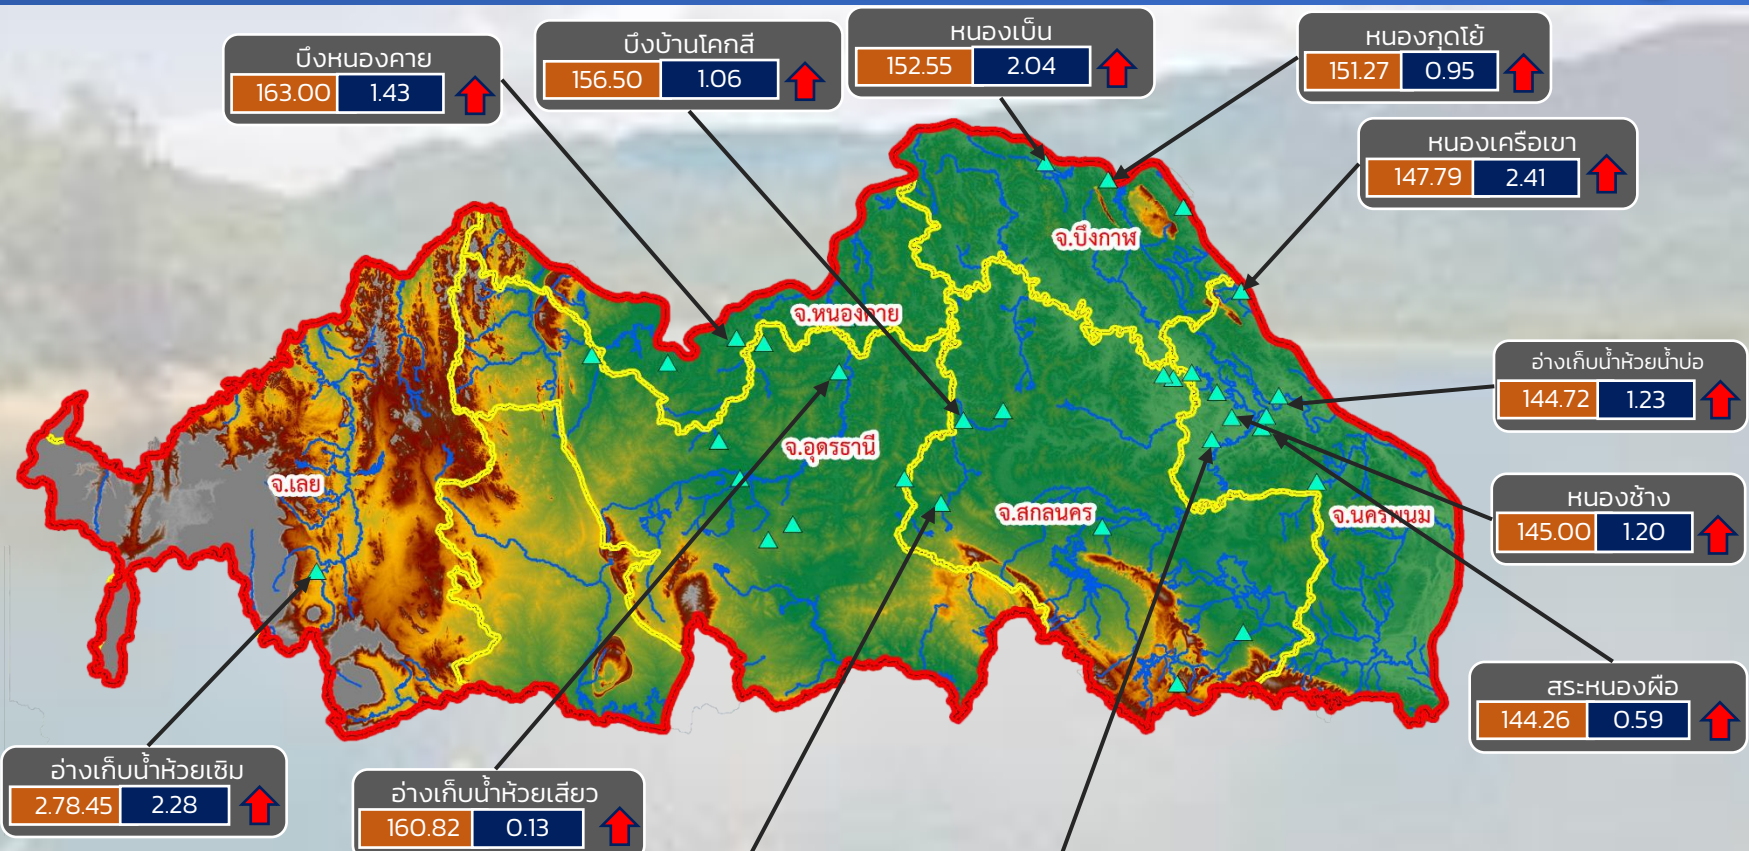 บึงหนองคาย
163.00 1.43
บึงบ้านโคกสี
156.50 1.06
หนองเบ็น
152.55 2.04
หนองกุดโย้
151.27 0.95
หนองเครือเขา
147.79 2.41
จ.บึงกาฬ
จ.หนองคาย
อ่างเก็บน้ำห้วยน้ำบ่อ
144.72 1.23
จ.อุดรธานี
จ.เลย
จ.สกลนคร
จ.นครพนม
หนองช้าง
145.00 1.20
สระหนองผือ
144.26 0.59
อ่างเก็บน้ำห้วยเซิม
2.78.45 2.28
อ่างเก็บน้ำห้วยเสียว
160.82 0.13